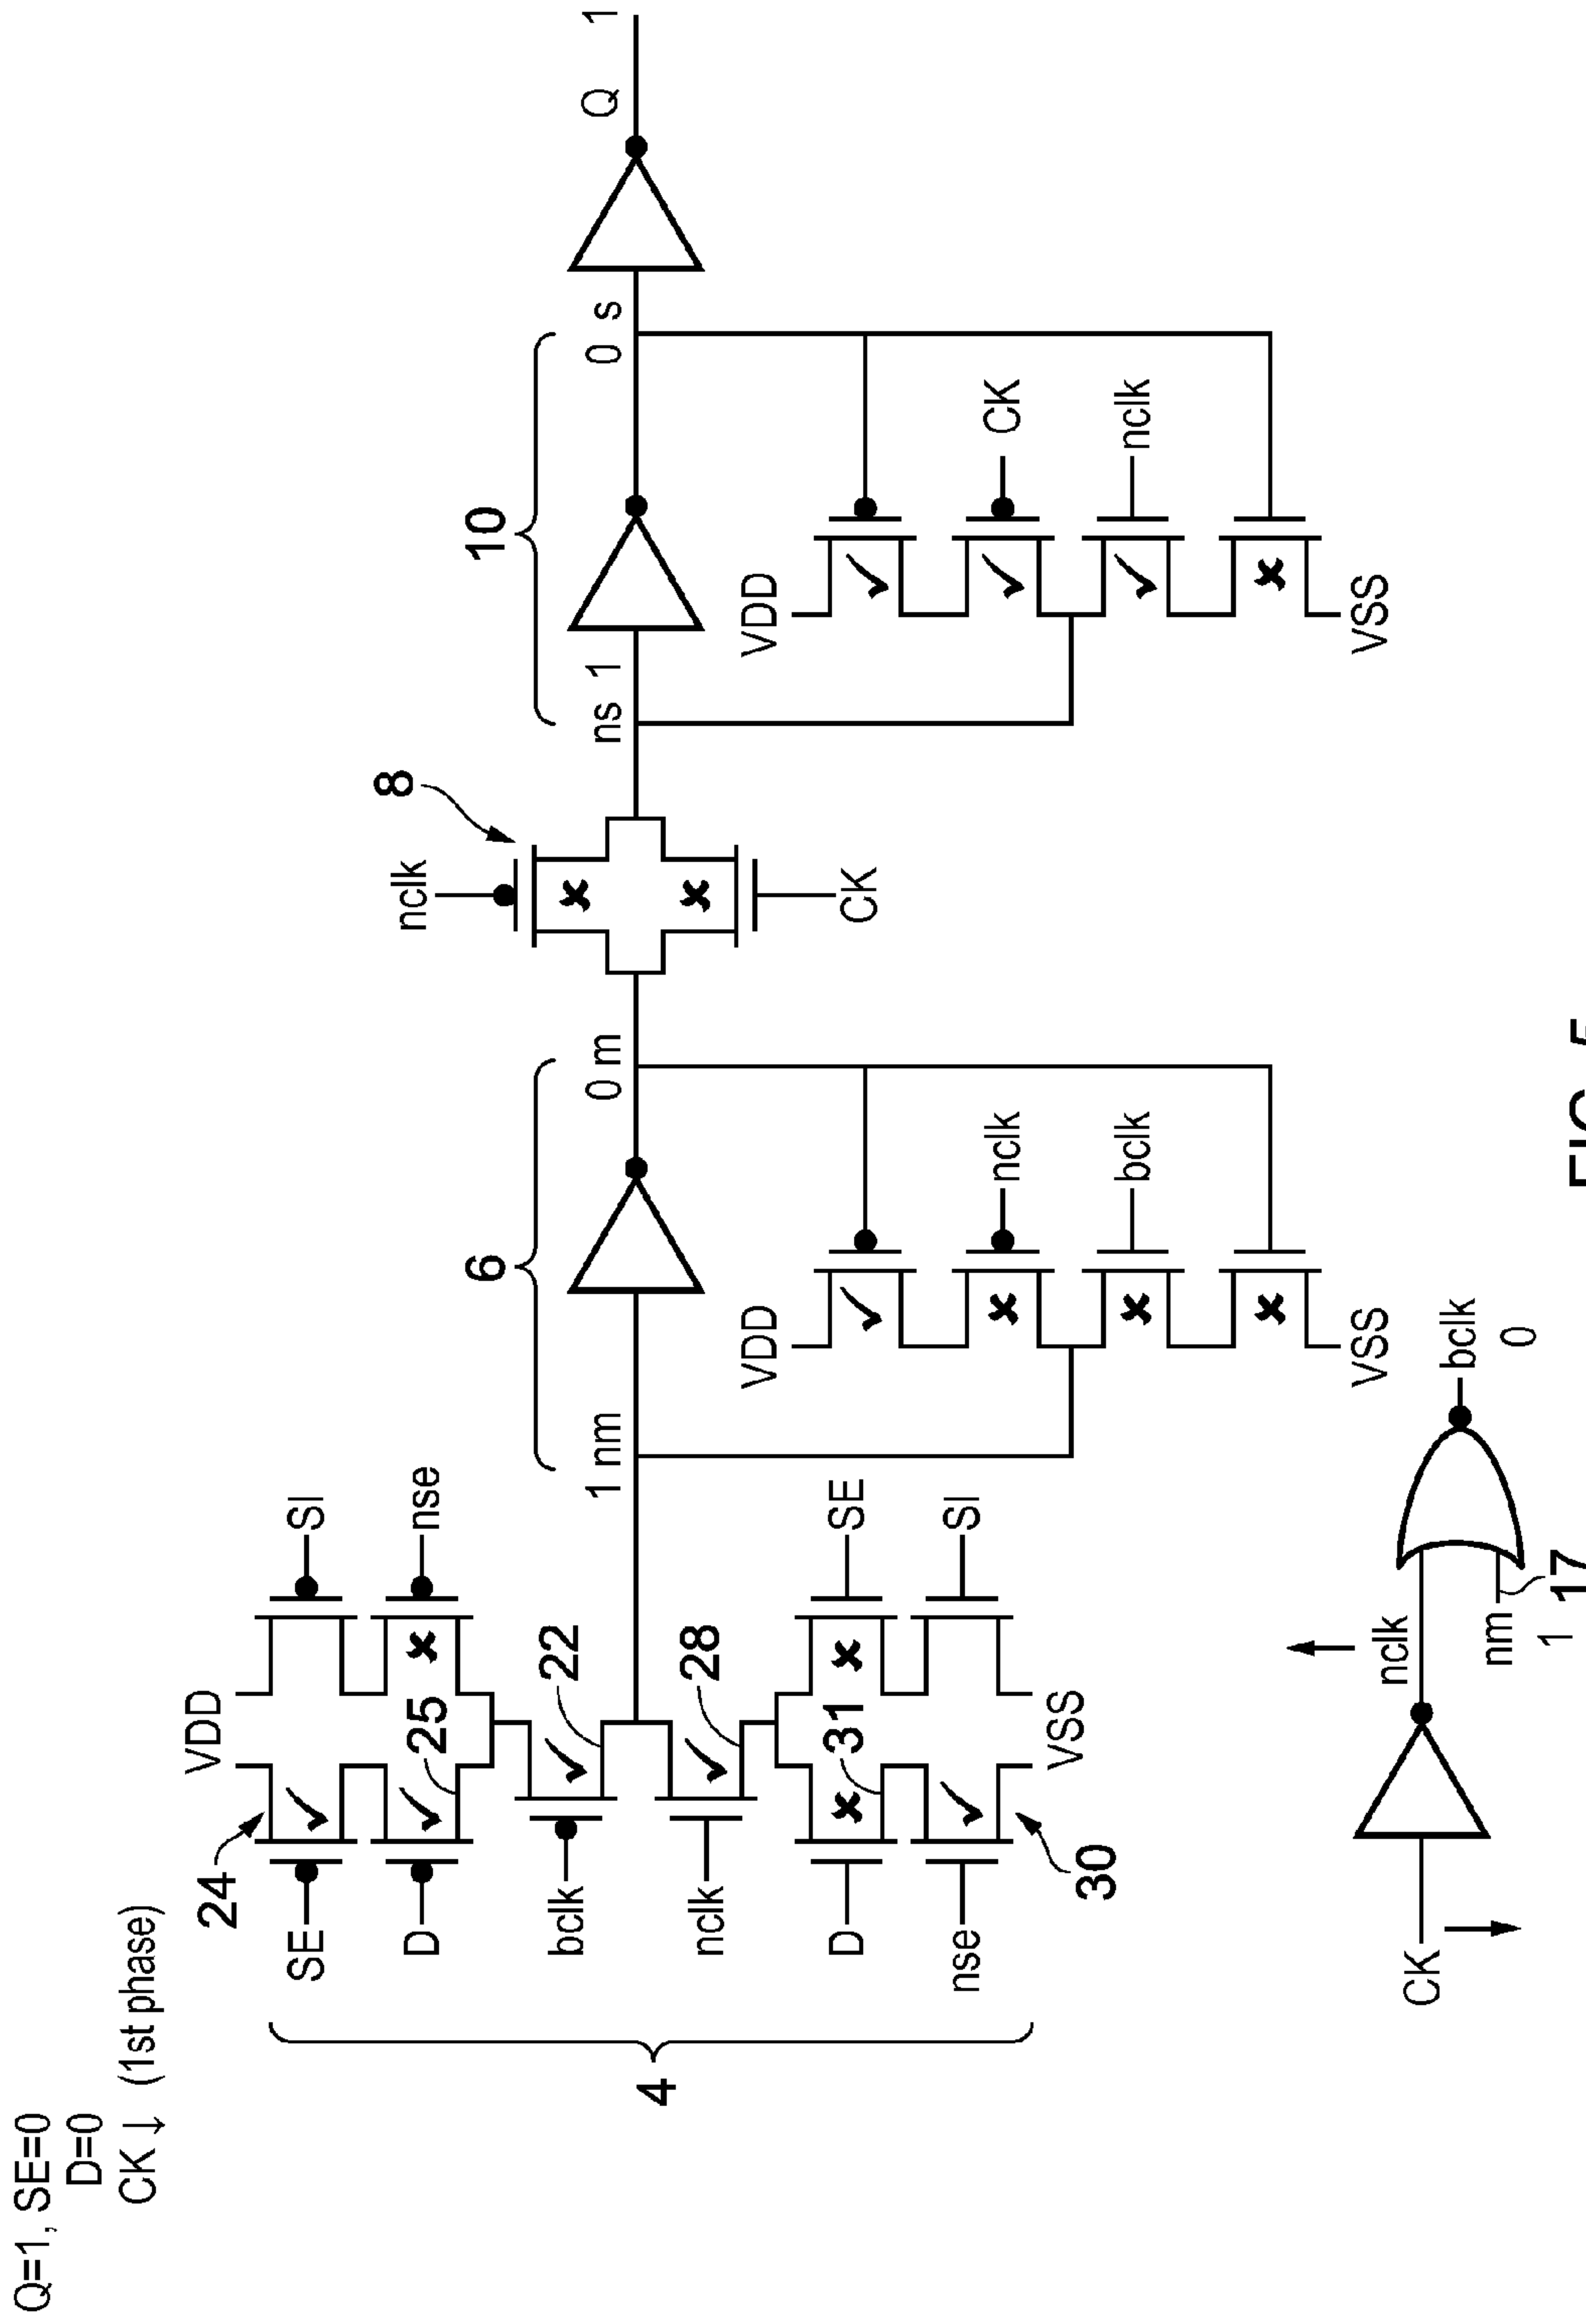 Q=1, SE=0
D=0
CK ↓ (1st phase)
4
24
VDD
SE
D
25
SI
nse
bclk
22
nclk
28
D
31
SE
nse
30
SI
VSS
1 nm
6
0 m
VDD
nclk
bclk
VSS
8
nclk
CK
ns 1
10
0 s
Q 1
VDD
CK
nclk
VSS
CK
nclk
nm
1
17
bclk
0